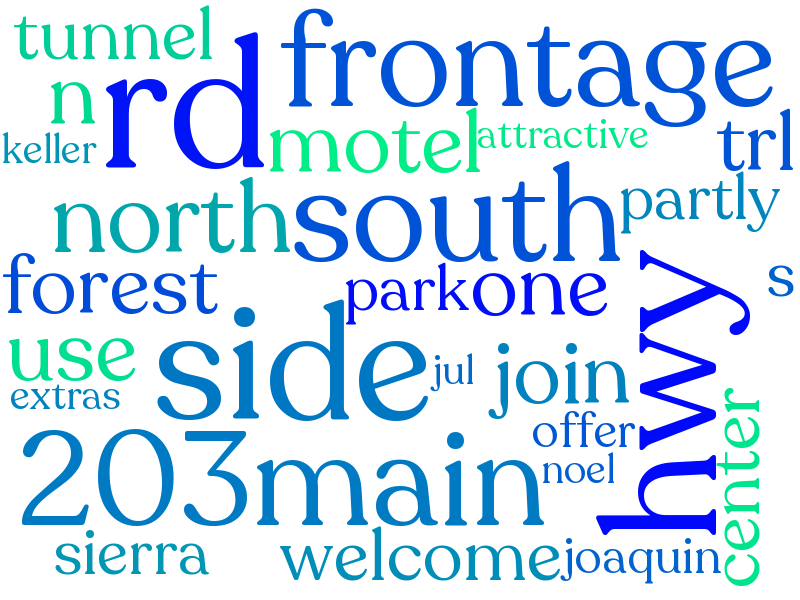 tunnel
frontage
n
rd
keller
motel
attractive
trl
north
south
partly
forest
park
one
s
hwy
use
side
jul
join
extras
offer
203
main
noel
center
sierra
welcome
joaquin